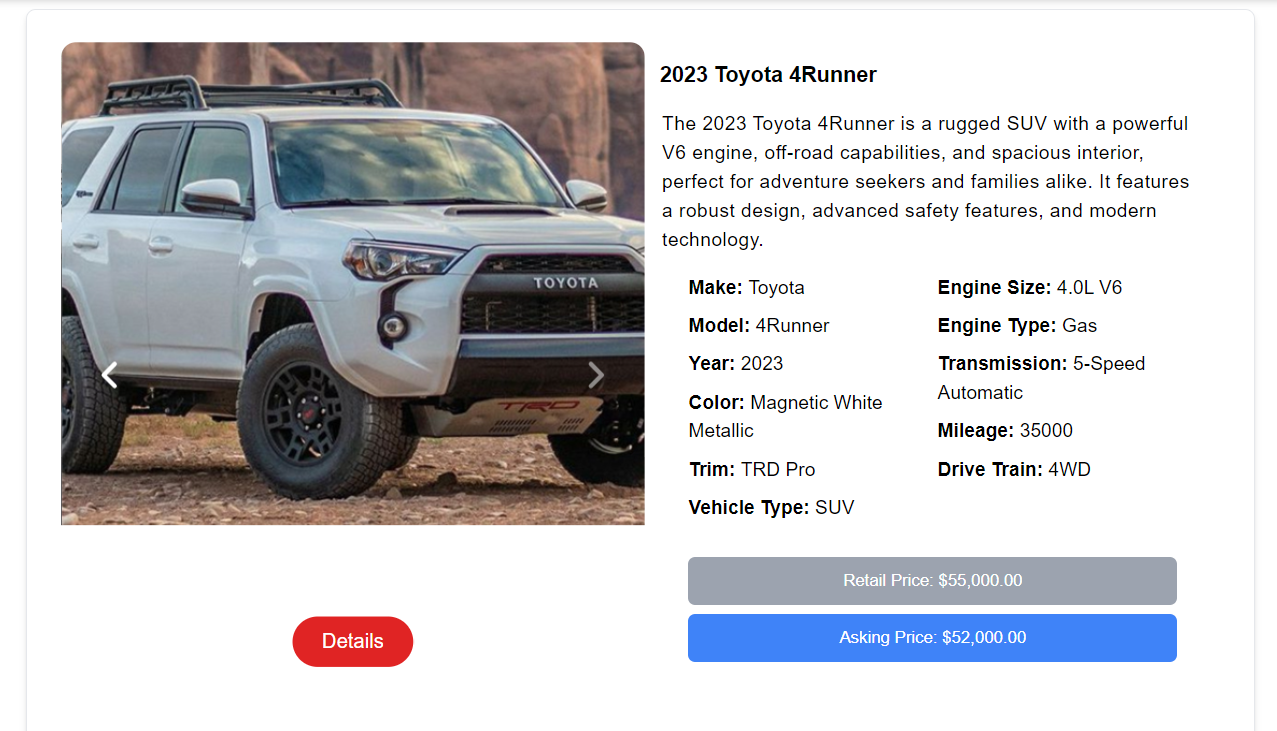 TOYOTA
TRD
Details
2023 Toyota 4Runner
The 2023 Toyota 4Runner is a rugged SUV with a powerful
V6 engine, off-road capabilities, and spacious interior,
perfect for adventure seekers and families alike. It features
a robust design, advanced safety features, and modern
technology.
Make: Toyota
Model: 4Runner
Year: 2023
Color: Magnetic White
Metallic
Trim: TRD Pro
Vehicle Type: SUV
Engine Size: 4.0L V6
Engine Type: Gas
Transmission: 5-Speed
Automatic
Mileage: 35000
Drive Train: 4WD
Retail Price: $55,000.00
Asking Price: $52,000.00